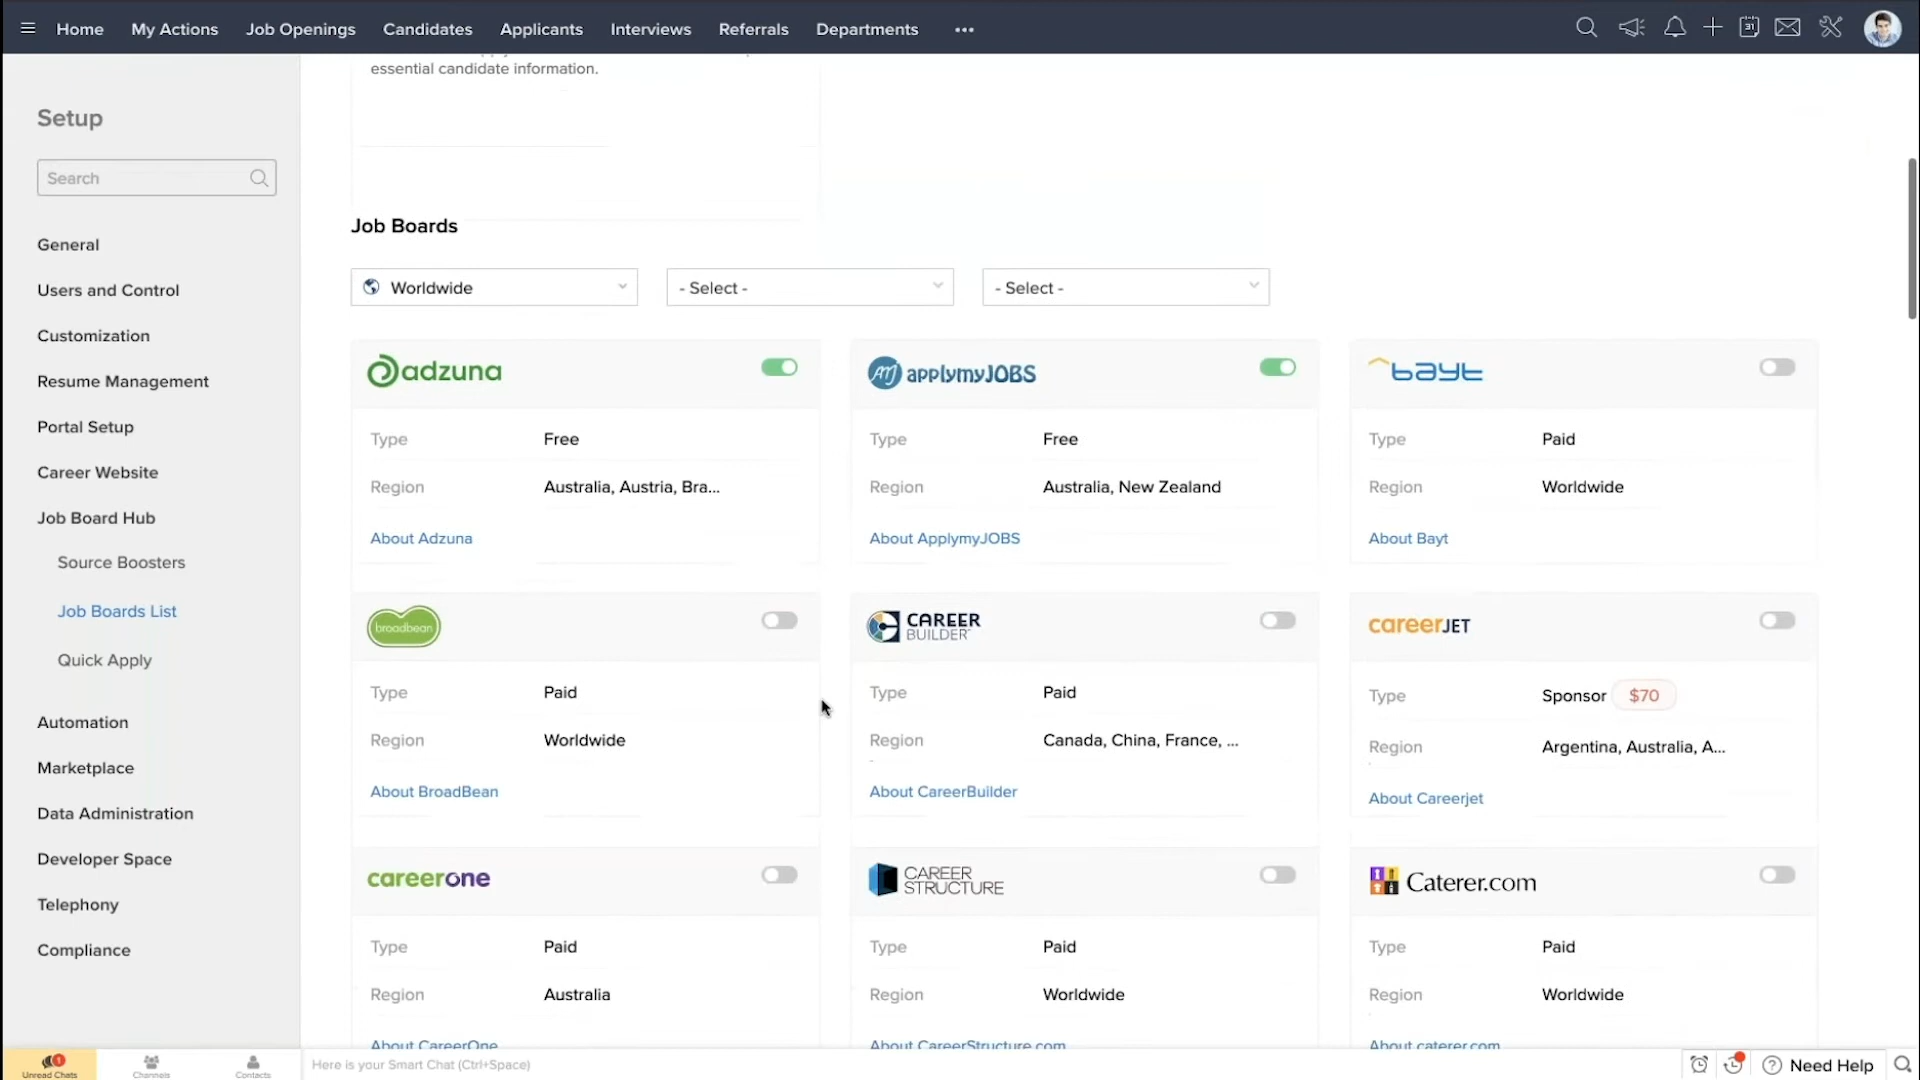 Home My Actions Job Openings Candidates Applicants Interviews Referrals Departments
31
essential candidate information.
Setup
Search
General
Users and Control
Customization
Resume Management
Portal Setup
Career Website
Job Board Hub
Source Boosters
Job Boards List
Quick Apply
Automation
Marketplace
Data Administration
Developer Space
Telephony
Compliance
Job Boards
Worldwide - Select - - Select -
adzuna
Type Free
Region Australia, Austria, Bra...
About Adzuna
AMJ applymyJOBS
Type Free
Region Australia, New Zealand
About ApplymyJOBS
bayt
Type Paid
Region Worldwide
About Bayt
broadbean
Type Paid
Region Worldwide
About BroadBean
CAREER
BUILDER
Type Paid
Region Canada, China, France, ...
About CareerBuilder
careerJET
Type Sponsor $70
Region Argentina, Australia, A...
About Careerjet
careerone
Type Paid
Region Australia
About CareerOne
CAREER
STRUCTURE
Type Paid
Region Worldwide
About CareerStructure.com
Caterer.com
Type Paid
Region Worldwide
About caterer.com
1
Unread Chats Channels Contacts
Here is your Smart Chat (Ctrl+Space)
Need Help